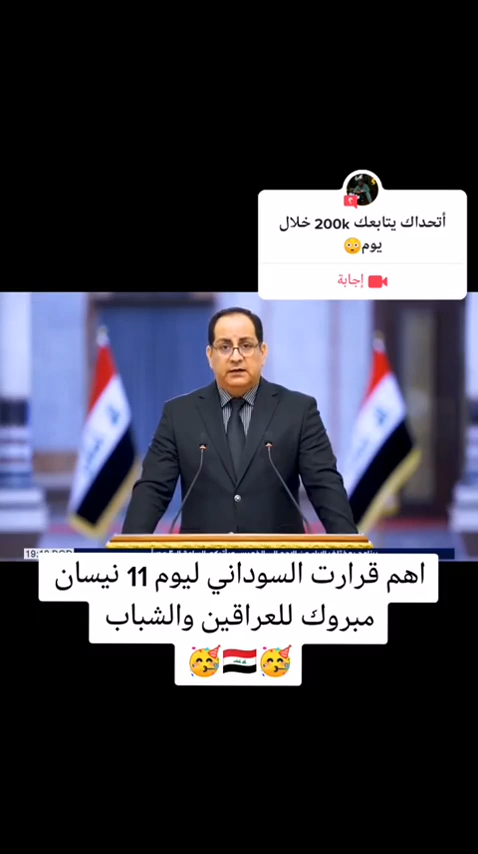 أتحداك يتابعك 200k خلال
يوم😳
إجابة
اهم قرارت السوداني ليوم 11 نيسان
مبروك للعراقين والشباب
🥳🇮🇶🥳